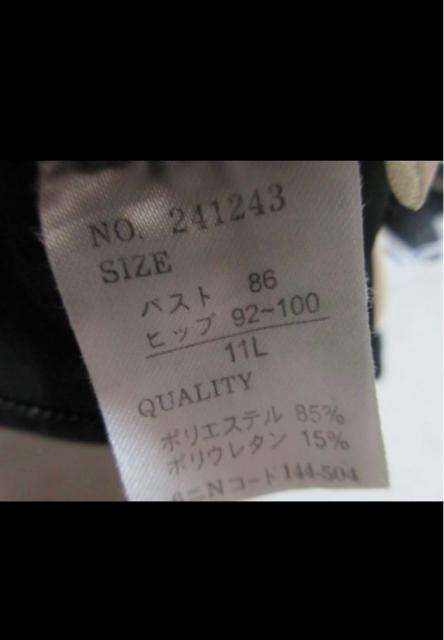 NO. 241243
SIZE
バスト 86
ヒップ 92~100
11L
QUALITY
ポリエステル 85%
ポリウレタン 15%
Nコード 144-504